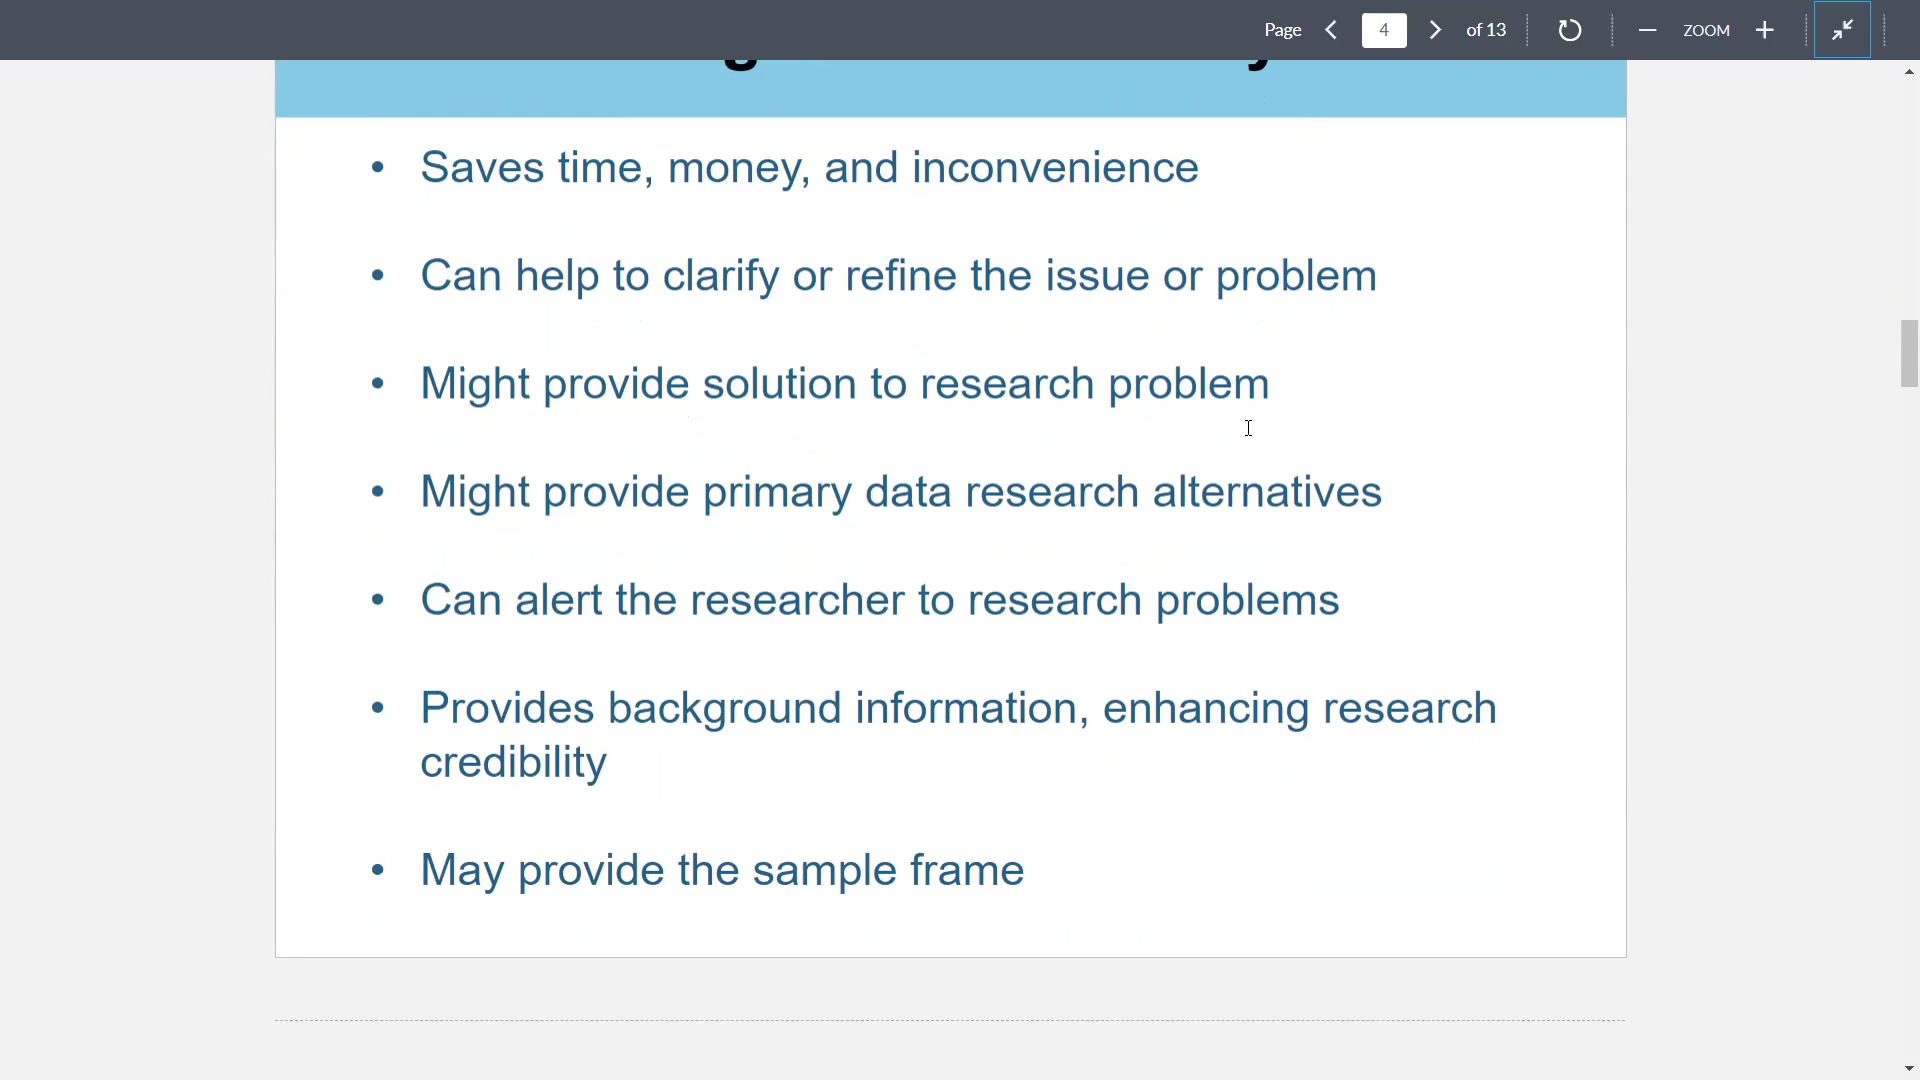 Page 4 of 13 ZOOM
• Saves time, money, and inconvenience
• Can help to clarify or refine the issue or problem
• Might provide solution to research problem
• Might provide primary data research alternatives
• Can alert the researcher to research problems
• Provides background information, enhancing research
credibility
• May provide the sample frame